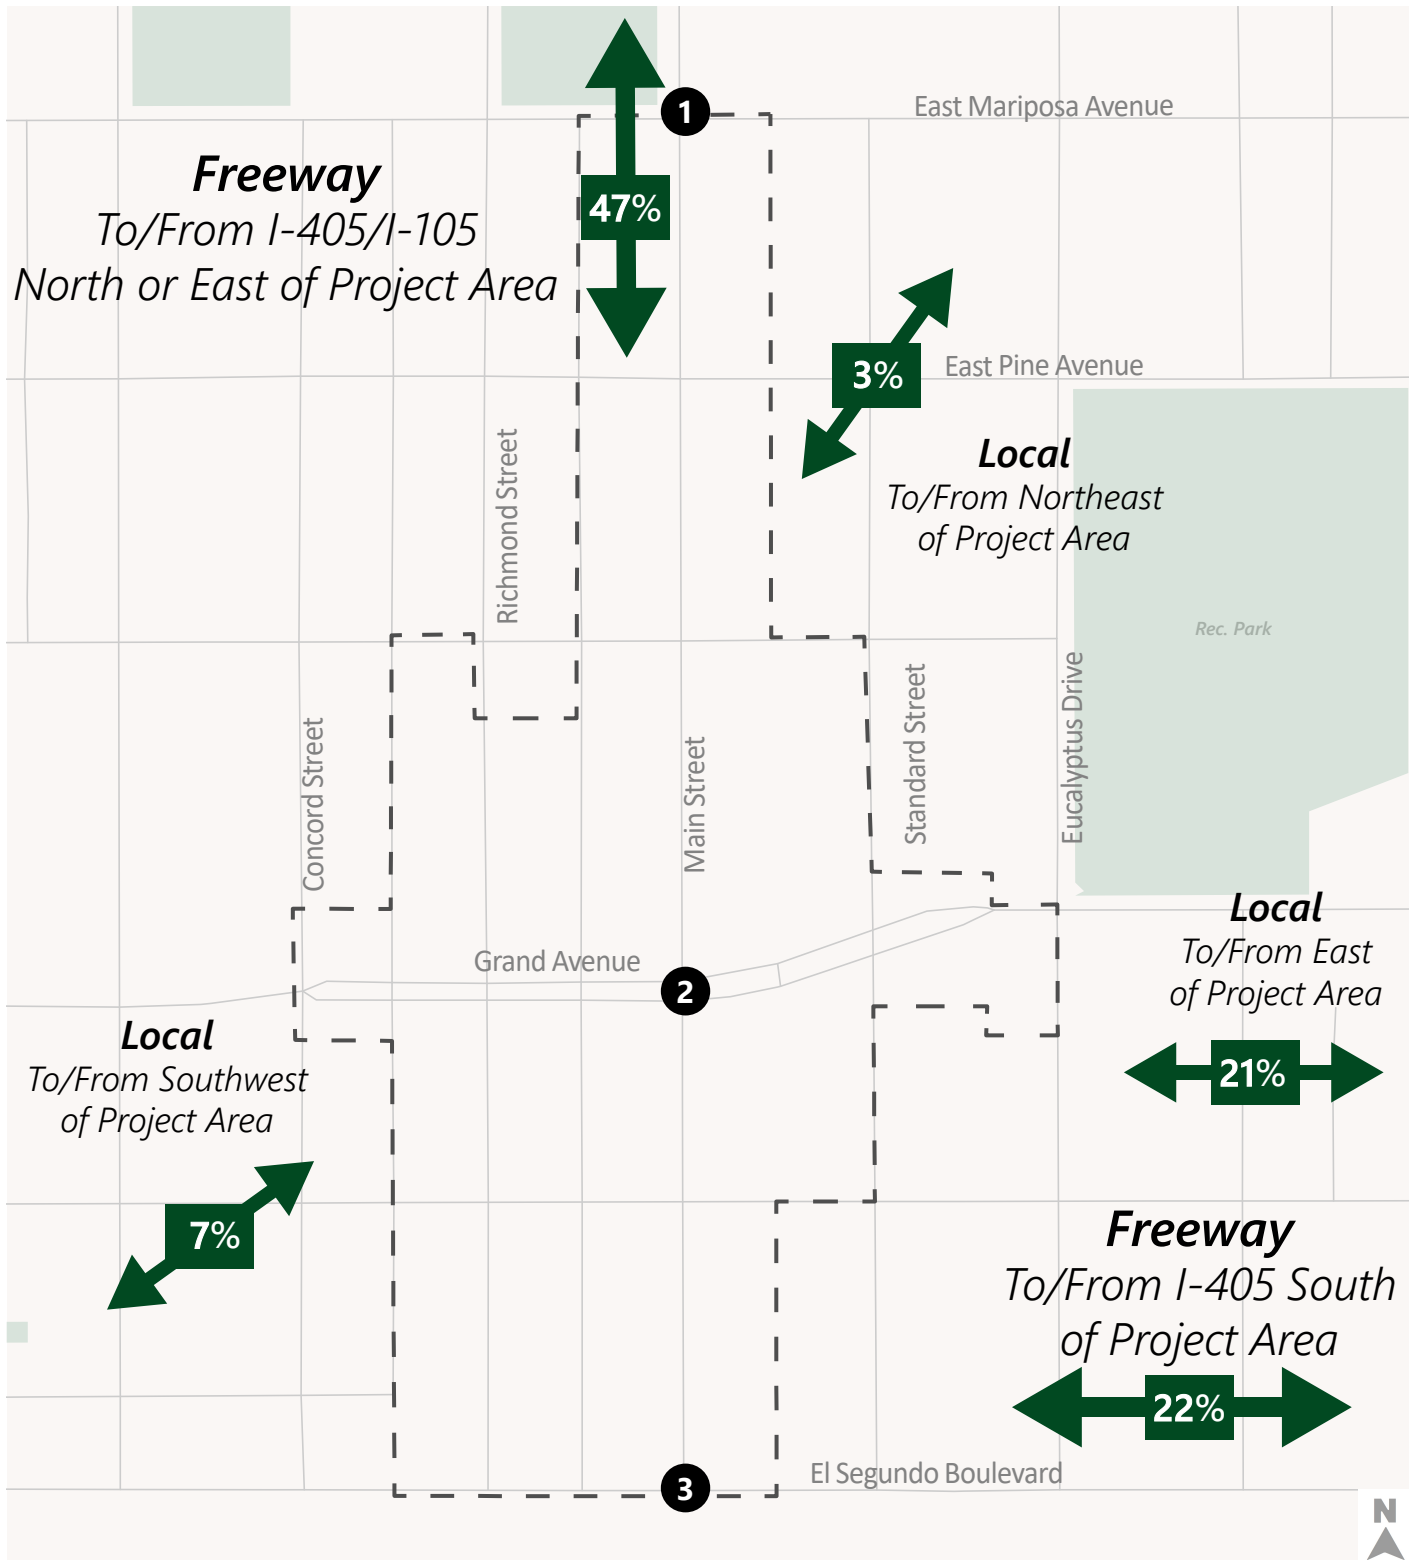 1
East Mariposa Avenue
Freeway
To/From I-405/I-105
North or East of Project Area
47%
3%
East Pine Avenue
Local
To/From Northeast
of Project Area
Richmond Street
Rec. Park
Concord Street
Main Street
Standard Street
Eucalyptus Drive
Grand Avenue
2
Local
To/From East
of Project Area
21%
Local
To/From Southwest
of Project Area
7%
Freeway
To/From I-405 South
of Project Area
22%
El Segundo Boulevard
3
N